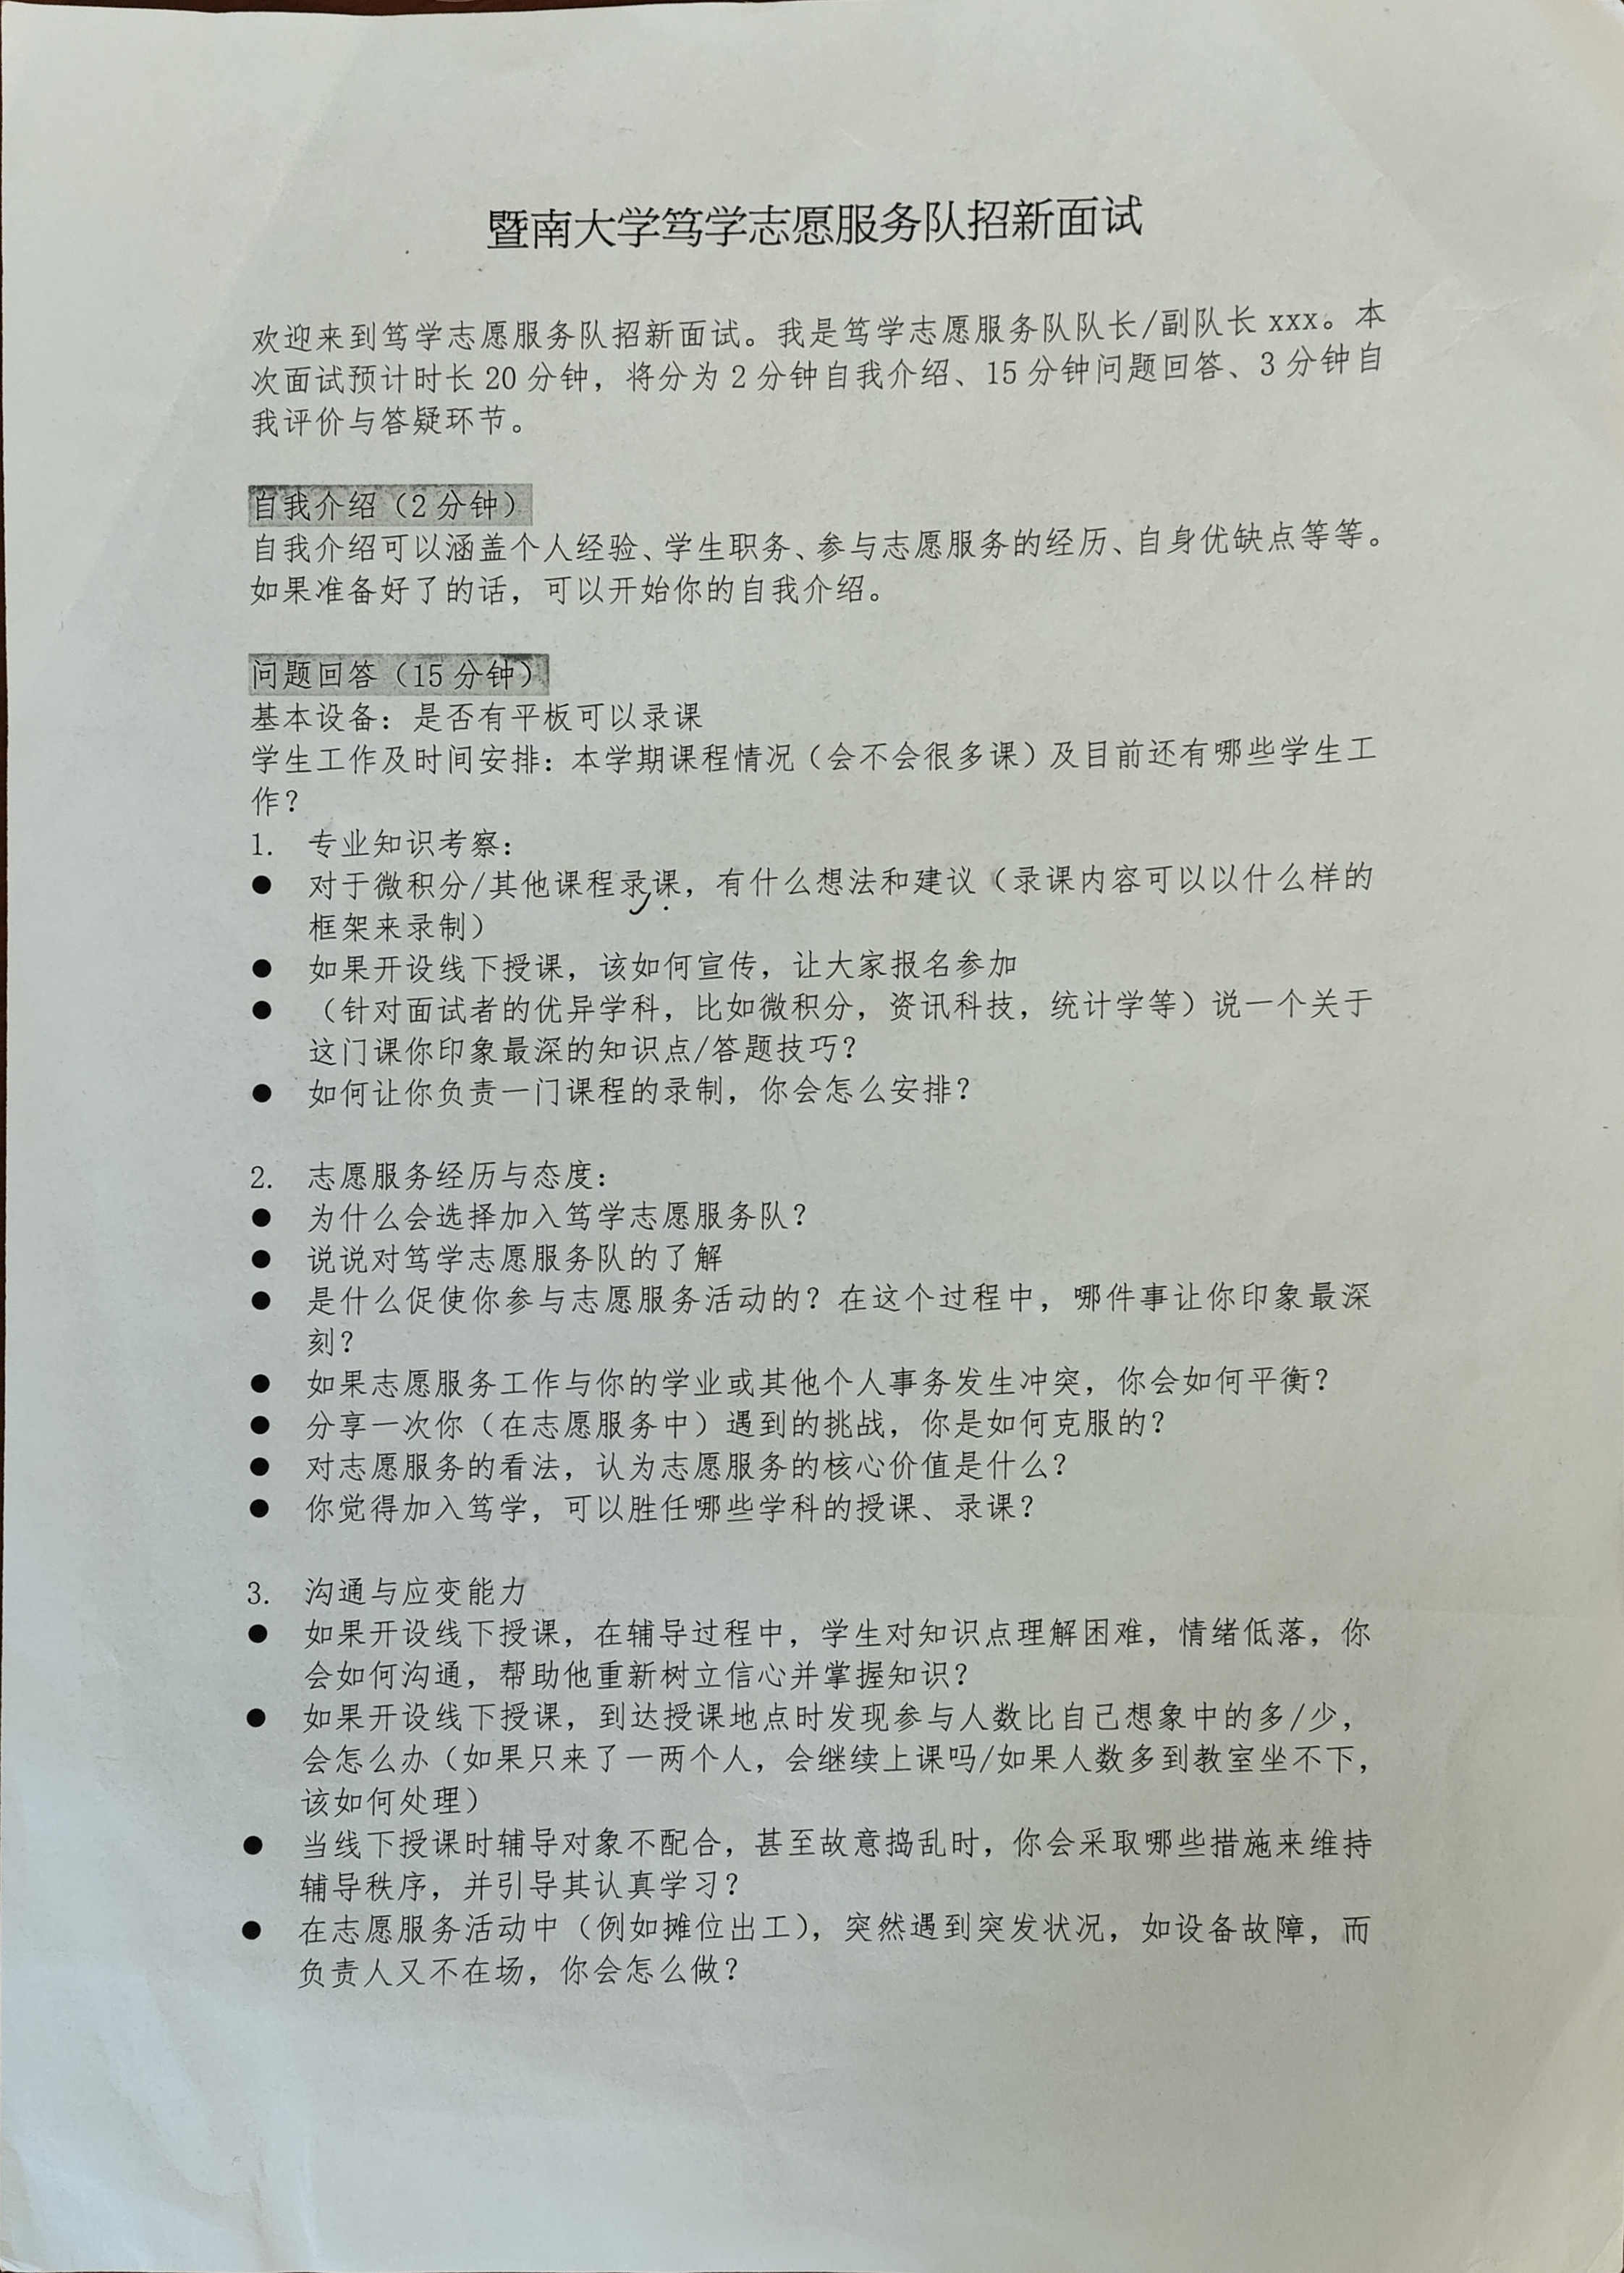 暨南大学笃学志愿服务队招新面试
欢迎来到笃学志愿服务队招新面试。我是笃学志愿服务队队长/副队长 xxx。本
次面试预计时长 20 分钟，将分为 2 分钟自我介绍、15 分钟问题回答、3 分钟自
我评价与答疑环节。
自我介绍（2 分钟）
自我介绍可以涵盖个人经验、学生职务、参与志愿服务的经历、自身优缺点等等。
如果准备好了的话，可以开始你的自我介绍。
问题回答（15 分钟）
基本设备：是否有平板可以录课
学生工作及时间安排：本学期课程情况（会不会很多课）及目前还有哪些学生工
作？
1. 专业知识考察：
● 对于微积分/其他课程录课，有什么想法和建议（录课内容可以以什么样的
框架来录制）
● 如果开设线下授课，该如何宣传，让大家报名参加
● （针对面试者的优异学科，比如微积分，资讯科技，统计学等）说一个关于
这门课你印象最深的知识点/答题技巧？
● 如何让你负责一门课程的录制，你会怎么安排？
2. 志愿服务经历与态度：
● 为什么会选择加入笃学志愿服务队？
● 说说对笃学志愿服务队的了解
● 是什么促使你参与志愿服务活动的？在这个过程中，哪件事让你印象最深
刻？
● 如果志愿服务工作与你的学业或其他个人事务发生冲突，你会如何平衡？
● 分享一次你（在志愿服务中）遇到的挑战，你是如何克服的？
● 对志愿服务的看法，认为志愿服务的核心价值是什么？
● 你觉得加入笃学，可以胜任哪些学科的授课、录课？
3. 沟通与应变能力
● 如果开设线下授课，在辅导过程中，学生对知识点理解困难，情绪低落，你
会如何沟通，帮助他重新树立信心并掌握知识？
● 如果开设线下授课，到达授课地点时发现参与人数比自己想象中的多/少，
会怎么办（如果只来了一两个人，会继续上课吗/如果人数多到教室坐不下，
该如何处理）
● 当线下授课时辅导对象不配合，甚至故意捣乱时，你会采取哪些措施来维持
辅导秩序，并引导其认真学习？
● 在志愿服务活动中（例如摊位出工），突然遇到突发状况，如设备故障，而
负责人又不在场，你会怎么做？